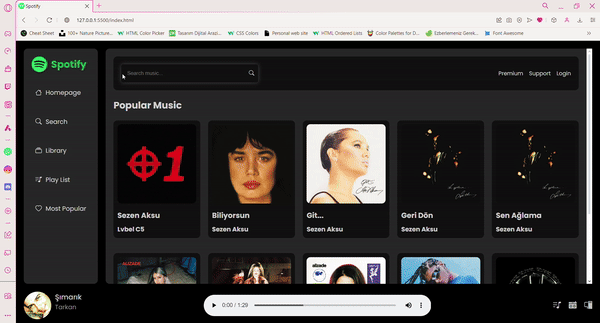 Spotify
127.0.0.1:5500/index.html
Cheat Sheet
100+ Nature Pictur...
HTML Color Picker
Tasarım Dijital Arazi...
CSS Colors
Personal web site
HTML Ordered Lists
Color Palettes for D...
Ezberlemeniz Gerek...
Font Awesome
Spotify
Homepage
Search
Library
Play List
Most Popular
Search music...
Premium Support Login
Popular Music
1
Sezen Aksu
Lvbel C5
Biliyorsun
Sezen Aksu
Git...
Sezen Aksu
Geri Dön
Sezen Aksu
Sen Ağlama
Sezen Aksu
Şımarık
Tarkan
0:00 / 1:29